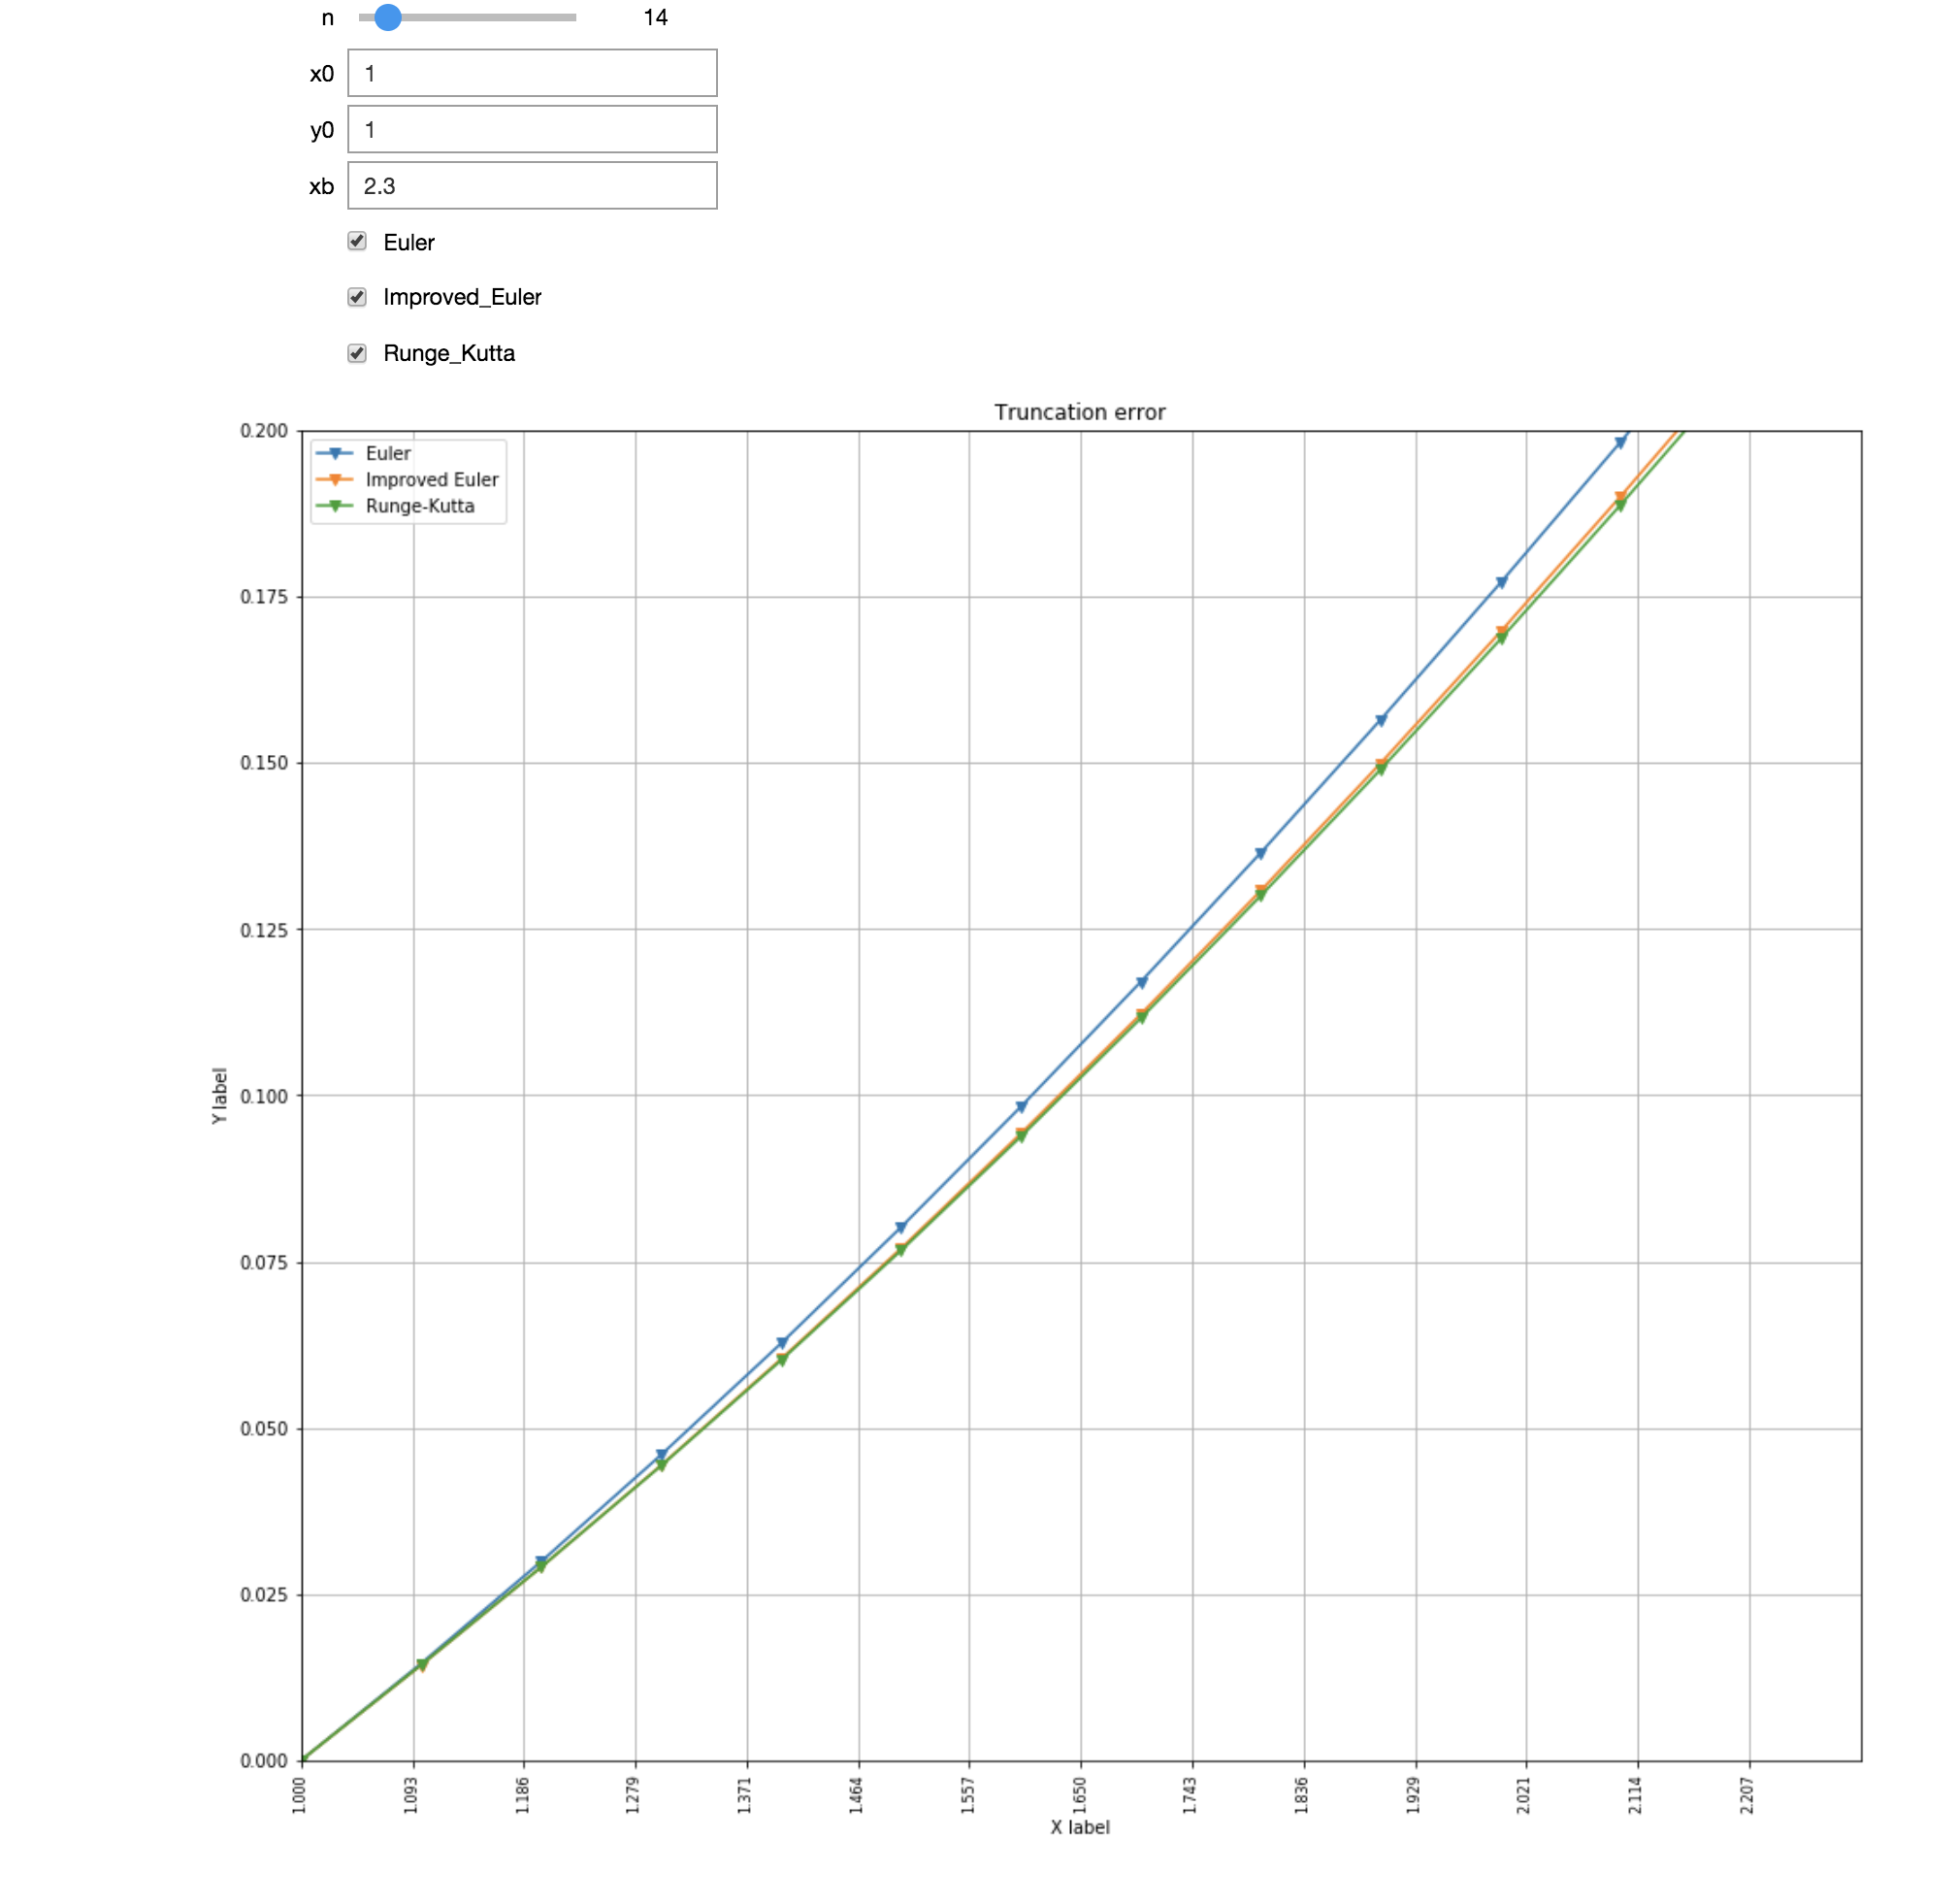 n 14
x0 1
y0 1
xb 2.3
Euler
Improved_Euler
Runge_Kutta
Truncation error
Euler
Improved Euler
Runge-Kutta
0.200
0.175
0.150
0.125
0.100
0.075
0.050
0.025
0.000
Y label
1.000 1.093 1.186 1.279 1.371 1.464 1.557 1.650 1.743 1.836 1.929 2.021 2.114 2.207
X label